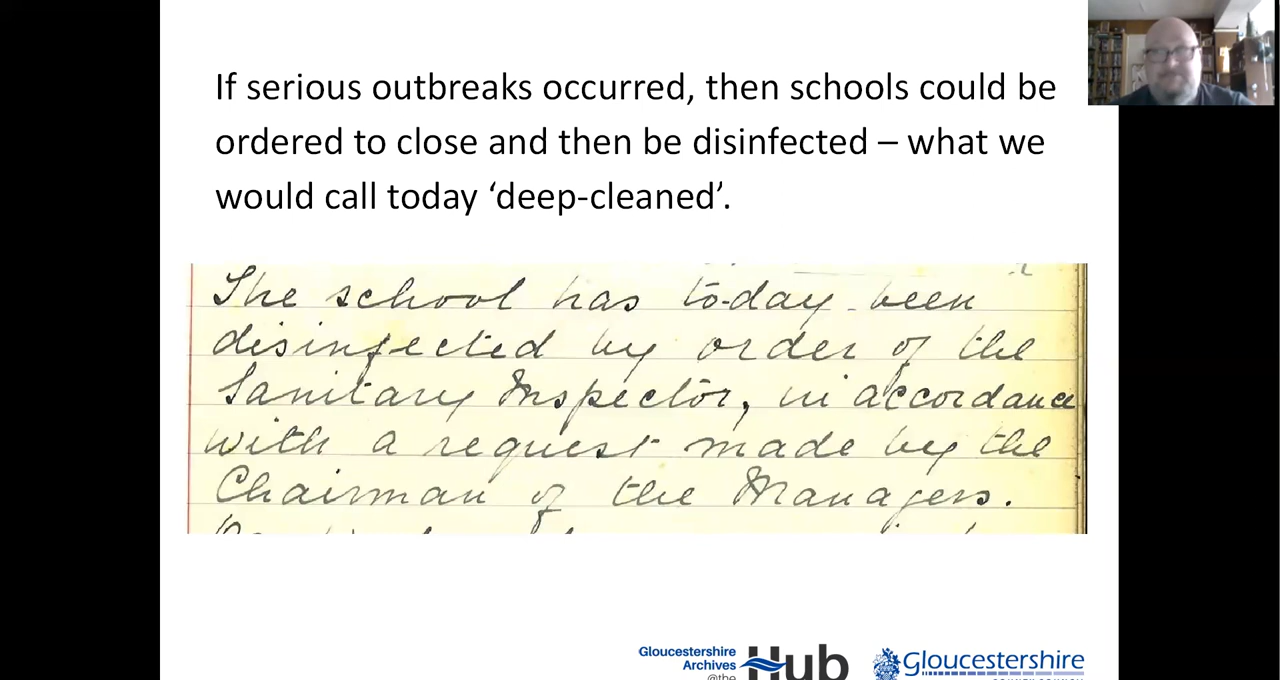 If serious outbreaks occurred, then schools could be
ordered to close and then be disinfected – what we
would call today ‘deep-cleaned’.
The school has to-day been
disinfected by order of the
Sanitary Inspector, in accordance
with a request made by the
Chairman of the Managers.
Gloucestershire
Archives
@the
Hub
Gloucestershire